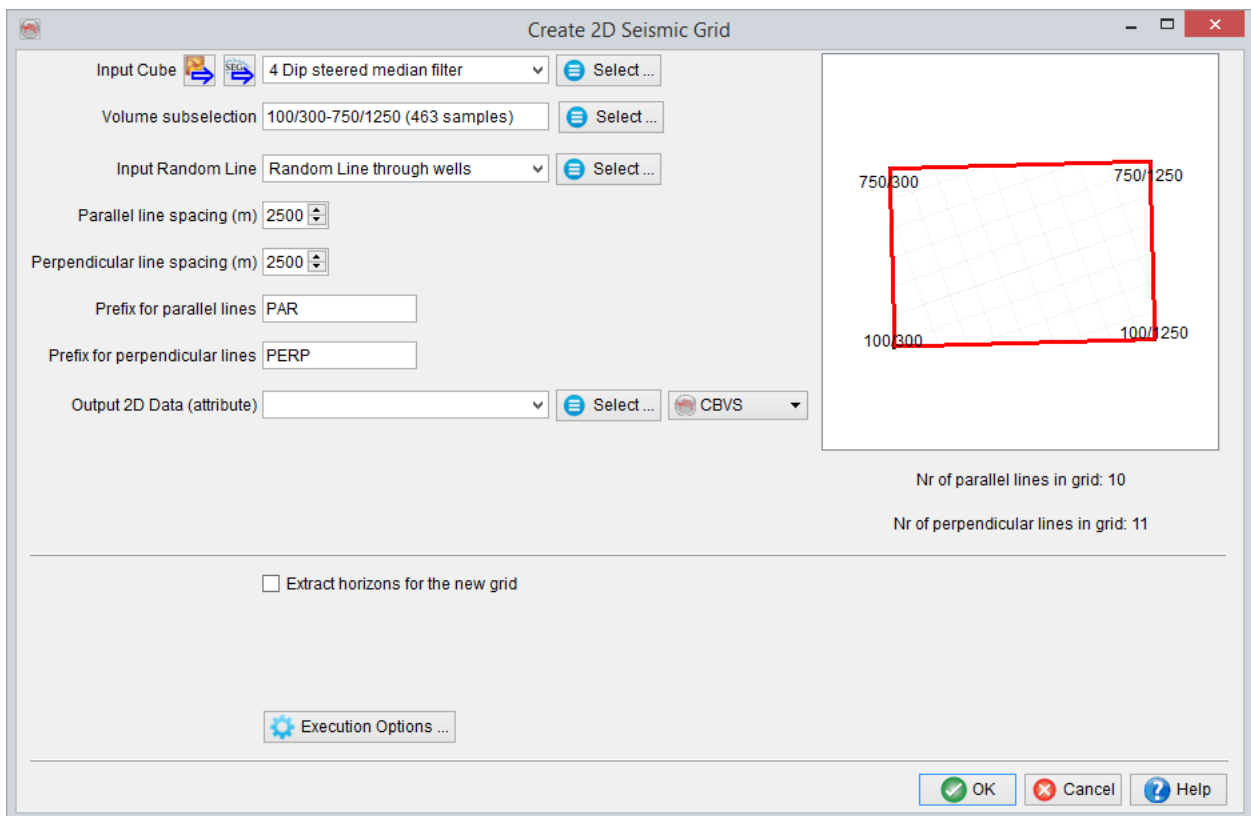 Create 2D Seismic Grid
Input Cube SEG 4 Dip steered median filter Select ...
Volume subselection 100/300-750/1250 (463 samples) Select ...
Input Random Line Random Line through wells Select ...
Parallel line spacing (m) 2500
Perpendicular line spacing (m) 2500
Prefix for parallel lines PAR
Prefix for perpendicular lines PERP
Output 2D Data (attribute) Select ... CBVS
750/300
750/1250
100/300
100/1250
Nr of parallel lines in grid: 10
Nr of perpendicular lines in grid: 11
Extract horizons for the new grid
Execution Options ...
OK Cancel Help